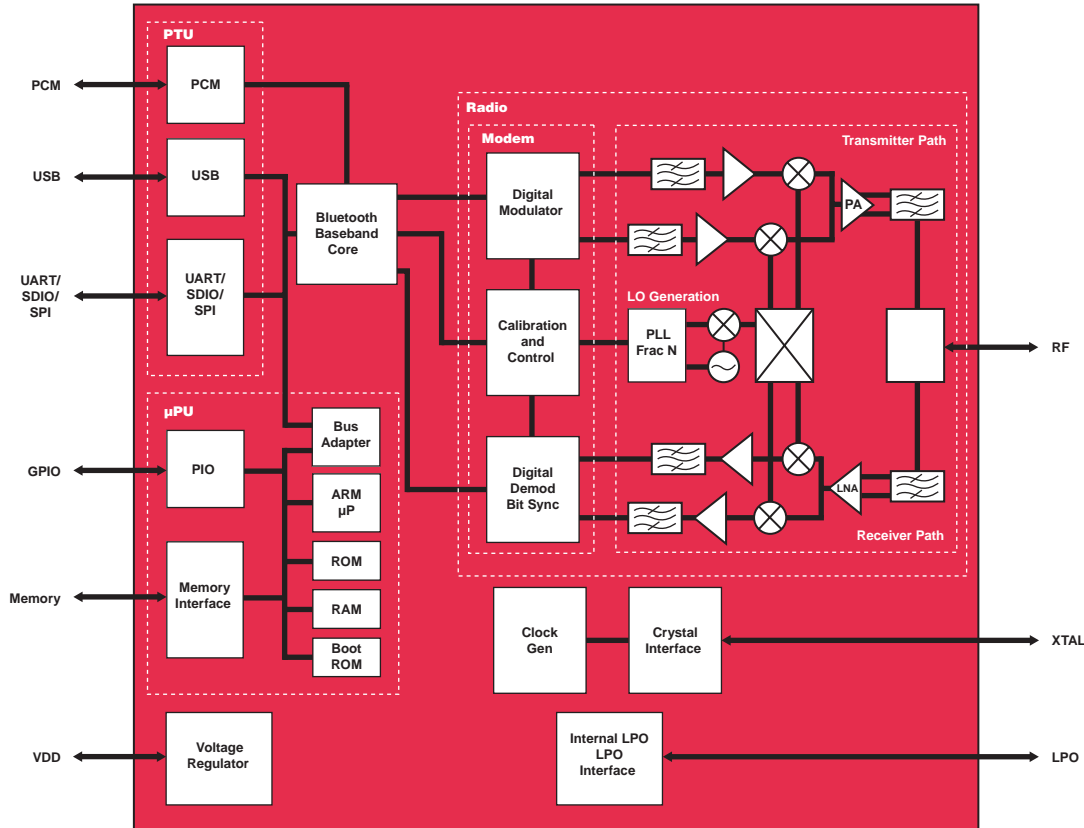 PTU
PCM
PCM
USB
USB
UART/
SDIO/
SPI
UART/
SDIO/
SPI
Bluetooth
Baseband
Core
Radio
Modem
Digital
Modulator
Calibration
and
Control
Digital
Demod
Bit Sync
Transmitter Path
PA
LO Generation
PLL
Frac N
RF
LNA
Receiver Path
µPU
GPIO
PIO
Bus
Adapter
ARM
µP
ROM
RAM
Boot
ROM
Memory
Memory
Interface
Clock
Gen
Crystal
Interface
XTAL
VDD
Voltage
Regulator
Internal LPO
LPO
Interface
LPO